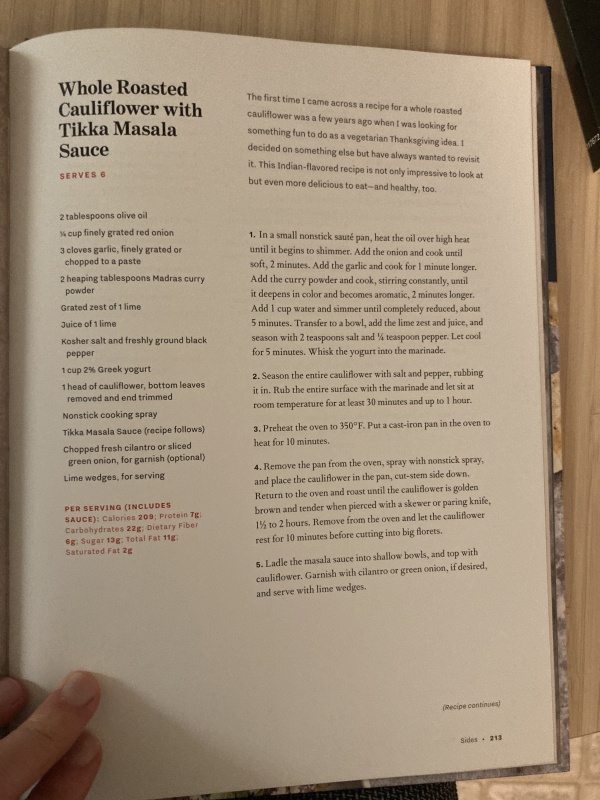 Whole Roasted
Cauliflower with
Tikka Masala
Sauce
SERVES 6
2 tablespoons olive oil
¼ cup finely grated red onion
3 cloves garlic, finely grated or
chopped to a paste
2 heaping tablespoons Madras curry
powder
Grated zest of 1 lime
Juice of 1 lime
Kosher salt and freshly ground black
pepper
1 cup 2% Greek yogurt
1 head of cauliflower, bottom leaves
removed and end trimmed
Nonstick cooking spray
Tikka Masala Sauce (recipe follows)
Chopped fresh cilantro or sliced
green onion, for garnish (optional)
Lime wedges, for serving
PER SERVING (INCLUDES
SAUCE): Calories 209; Protein 7g;
Carbohydrates 22g; Dietary Fiber
6g; Sugar 13g; Total Fat 11g;
Saturated Fat 2g
The first time I came across a recipe for a whole roasted
cauliflower was a few years ago when I was looking for
something fun to do as a vegetarian Thanksgiving idea. I
decided on something else but have always wanted to revisit
it. This Indian-flavored recipe is not only impressive to look at
but even more delicious to eat—and healthy, too.
1. In a small nonstick sauté pan, heat the oil over high heat
until it begins to shimmer. Add the onion and cook until
soft, 2 minutes. Add the garlic and cook for 1 minute longer.
Add the curry powder and cook, stirring constantly, until
it deepens in color and becomes aromatic, 2 minutes longer.
Add 1 cup water and simmer until completely reduced, about
5 minutes. Transfer to a bowl, add the lime zest and juice, and
season with 2 teaspoons salt and ¼ teaspoon pepper. Let cool
for 5 minutes. Whisk the yogurt into the marinade.
2. Season the entire cauliflower with salt and pepper, rubbing
it in. Rub the entire surface with the marinade and let sit at
room temperature for at least 30 minutes and up to 1 hour.
3. Preheat the oven to 350°F. Put a cast-iron pan in the oven to
heat for 10 minutes.
4. Remove the pan from the oven, spray with nonstick spray,
and place the cauliflower in the pan, cut-stem side down.
Return to the oven and roast until the cauliflower is golden
brown and tender when pierced with a skewer or paring knife,
1½ to 2 hours. Remove from the oven and let the cauliflower
rest for 10 minutes before cutting into big florets.
5. Ladle the masala sauce into shallow bowls, and top with
cauliflower. Garnish with cilantro or green onion, if desired,
and serve with lime wedges.
(Recipe continues)
Sides • 213